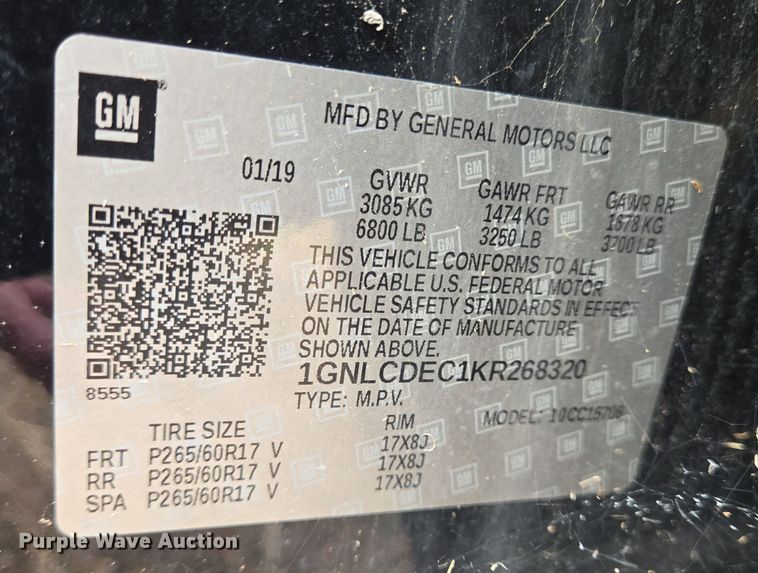 GM
MFD BY GENERAL MOTORS LLC
01/19
GVWR GAWR FRT GAWR RR
3085 KG 1474 KG 1678 KG
6800 LB 3250 LB 3700 LB
THIS VEHICLE CONFORMS TO ALL
APPLICABLE U.S. FEDERAL MOTOR
VEHICLE SAFETY STANDARDS IN EFFECT
ON THE DATE OF MANUFACTURE
SHOWN ABOVE.
8555
1GNLCDEC1KR268320
TYPE: M.P.V. MODEL: 10CC15706
TIRE SIZE RIM
FRT P265/60R17 V 17X8J
RR P265/60R17 V 17X8J
SPA P265/60R17 V 17X8J
Purple Wave Auction